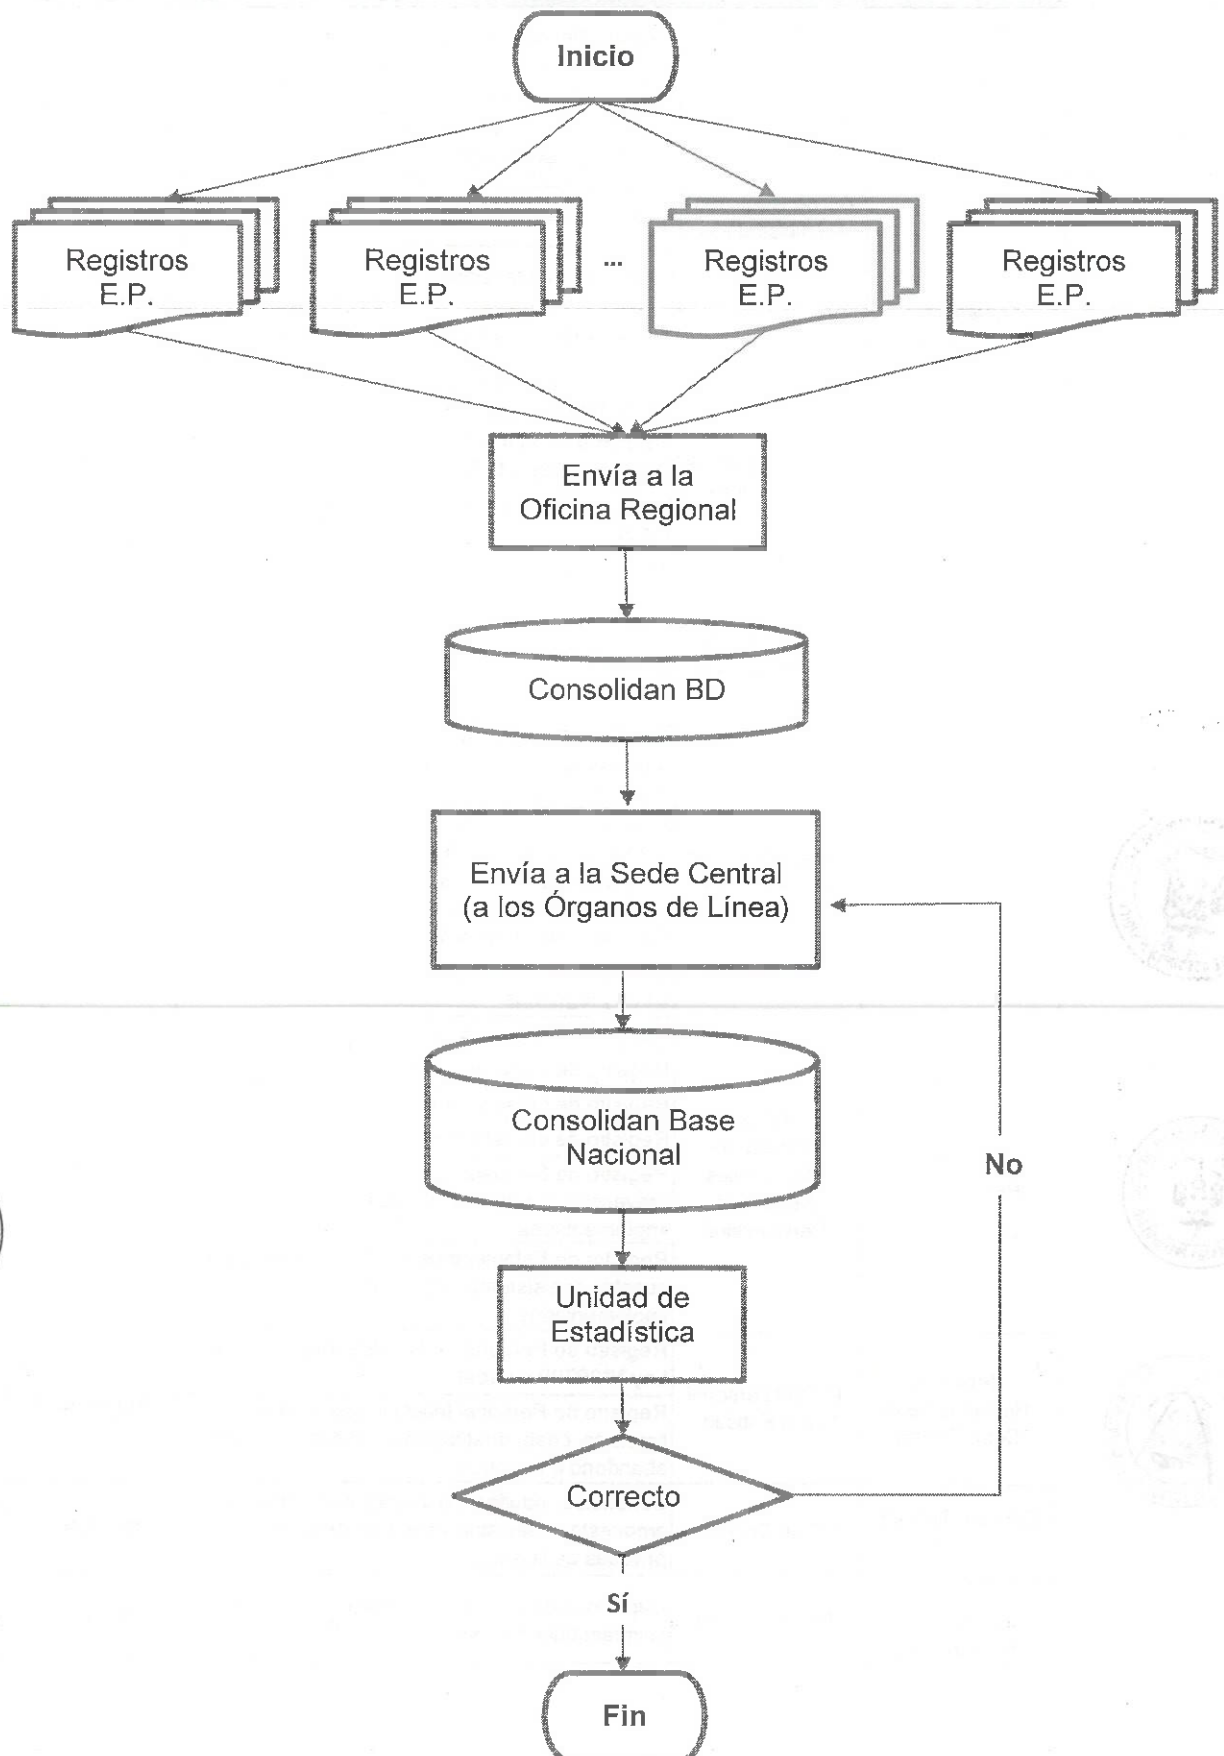 Inicio
Registros
E.P.
Registros
E.P.
...
Registros
E.P.
Registros
E.P.
Envía a la
Oficina Regional
Consolidan BD
Envía a la Sede Central
(a los Órganos de Línea)
Consolidan Base
Nacional
No
Unidad de
Estadística
Correcto
Sí
Fin